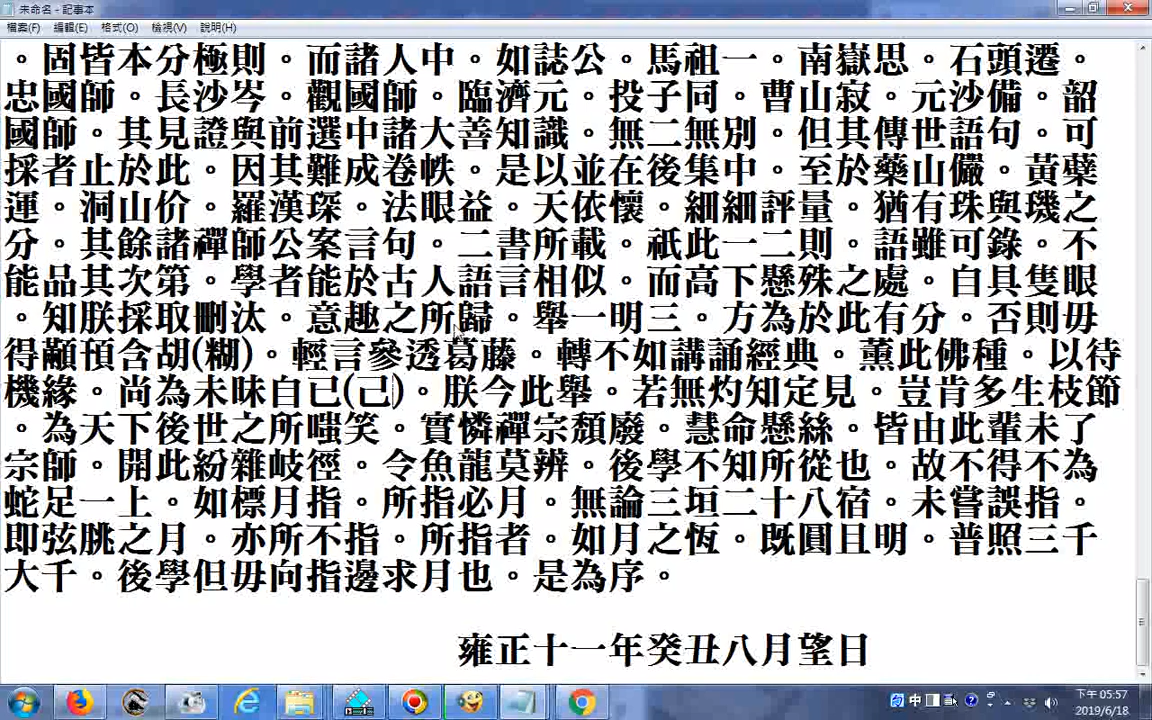 未命名 - 記事本
檔案(F) 編輯(E) 格式(O) 檢視(V) 說明(H)
。固皆本分極則。而諸人中。如誌公。馬祖一。南嶽思。石頭遷。
忠國師。長沙岑。觀國師。臨濟元。投子同。曹山寂。元沙備。韶
國師。其見證與前選中諸大善知識。無二無別。但其傳世語句。可
採者止於此。因其難成卷帙。是以並在後集中。至於藥山儼。黃蘗
運。洞山价。羅漢琛。法眼益。天依懷。細細評量。猶有珠與璣之
分。其餘諸禪師公案言句。二書所載。祇此一二則。語雖可錄。不
能品其次第。學者能於古人語言相似。而高下懸殊之處。自具隻眼
。知朕採取刪汰。意趣之所歸。舉一明三。方為於此有分。否則毋
得顢預含胡(糊)。輕言參透葛藤。轉不如講誦經典。薰此佛種。以待
機緣。尚為未昧自己(己)。朕今此舉。若無灼知定見。豈肯多生枝節
。為天下後世之所嗤笑。實憐禪宗頹廢。慧命懸絲。皆由此輩未了
宗師。開此紛雜岐徑。令魚龍莫辨。後學不知所從也。故不得不為
蛇足一上。如標月指。所指必月。無論三垣二十八宿。未嘗誤指。
即弦朓之月。亦所不指。所指者。如月之恆。既圓且明。普照三千
大千。後學但毋向指邊求月也。是為序。
雍正十一年癸丑八月望日
中
下午 05:57
2019/6/18